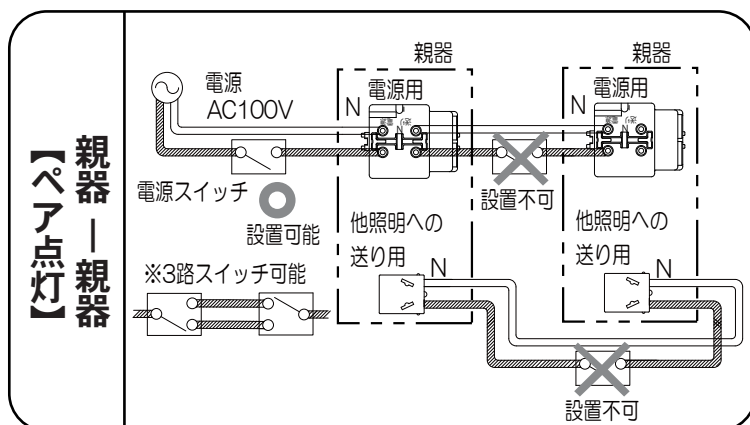 親器 ― 親器
【ペア点灯】
電源
AC100V
電源スイッチ
設置可能
※3路スイッチ可能
親器
電源用
N
N
設置不可
親器
電源用
N
N
他照明への
送り用
N
他照明への
送り用
N
設置不可